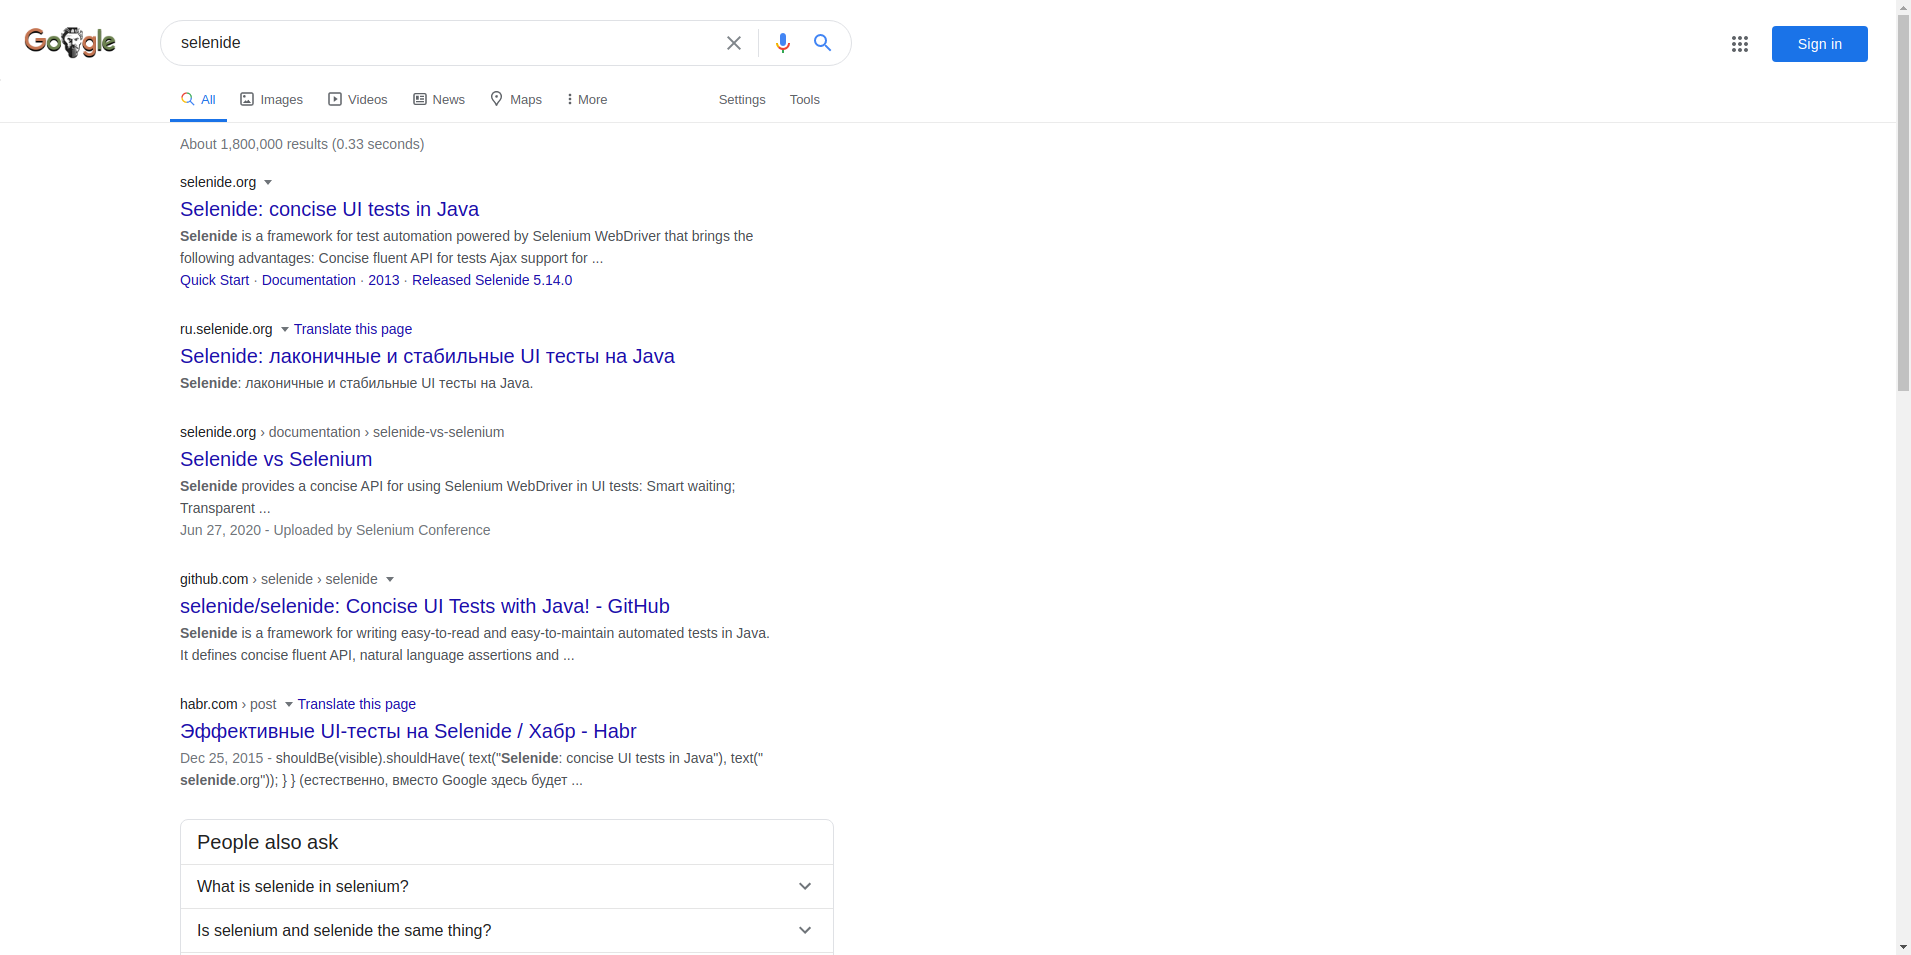 Google
selenide
Sign in
All Images Videos News Maps More Settings Tools
About 1,800,000 results (0.33 seconds)
selenide.org
Selenide: concise UI tests in Java
Selenide is a framework for test automation powered by Selenium WebDriver that brings the
following advantages: Concise fluent API for tests Ajax support for ...
Quick Start · Documentation · 2013 · Released Selenide 5.14.0
ru.selenide.org Translate this page
Selenide: лаконичные и стабильные UI тесты на Java
Selenide: лаконичные и стабильные UI тесты на Java.
selenide.org › documentation › selenide-vs-selenium
Selenide vs Selenium
Selenide provides a concise API for using Selenium WebDriver in UI tests: Smart waiting;
Transparent ...
Jun 27, 2020 - Uploaded by Selenium Conference
github.com › selenide › selenide
selenide/selenide: Concise UI Tests with Java! - GitHub
Selenide is a framework for writing easy-to-read and easy-to-maintain automated tests in Java.
It defines concise fluent API, natural language assertions and ...
habr.com › post Translate this page
Эффективные UI-тесты на Selenide / Хабр - Habr
Dec 25, 2015 - shouldBe(visible).shouldHave( text("Selenide: concise UI tests in Java"), text("
selenide.org")); } } (естественно, вместо Google здесь будет ...
People also ask
What is selenide in selenium?
Is selenium and selenide the same thing?